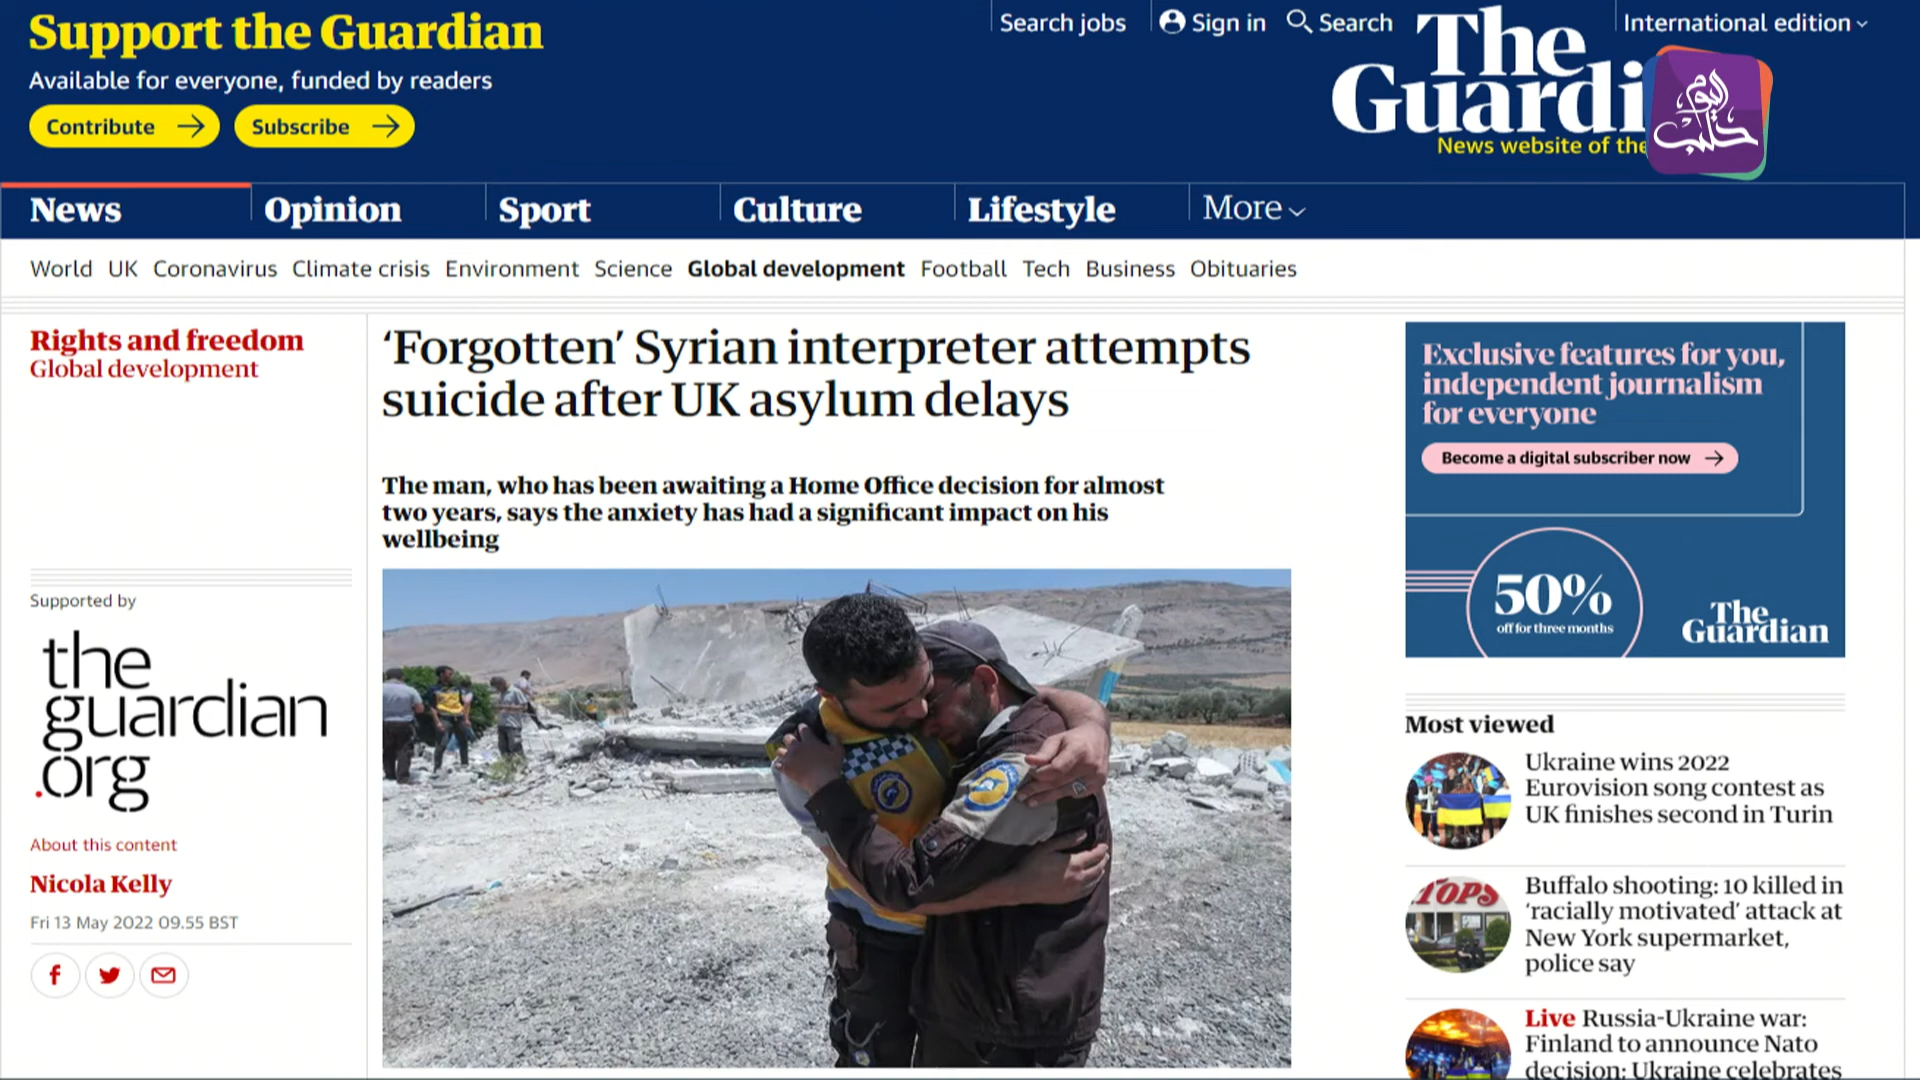 Support the Guardian
Available for everyone, funded by readers
Contribute
Subscribe
Search jobs
Sign in
Search
International edition
The
Guardi
News website of the
اليوم
حلب
News
Opinion
Sport
Culture
Lifestyle
More
World UK Coronavirus Climate crisis Environment Science Global development Football Tech Business Obituaries
Rights and freedom
Global development
‘Forgotten’ Syrian interpreter attempts
suicide after UK asylum delays
The man, who has been awaiting a Home Office decision for almost
two years, says the anxiety has had a significant impact on his
wellbeing
Supported by
the
guardian
.org
About this content
Nicola Kelly
Fri 13 May 2022 09.55 BST
Exclusive features for you,
independent journalism
for everyone
Become a digital subscriber now
50%
off for three months
The
Guardian
Most viewed
Ukraine wins 2022
Eurovision song contest as
UK finishes second in Turin
TOPS
Buffalo shooting: 10 killed in
‘racially motivated’ attack at
New York supermarket,
police say
Live Russia-Ukraine war:
Finland to announce Nato
decision; Ukraine celebrates